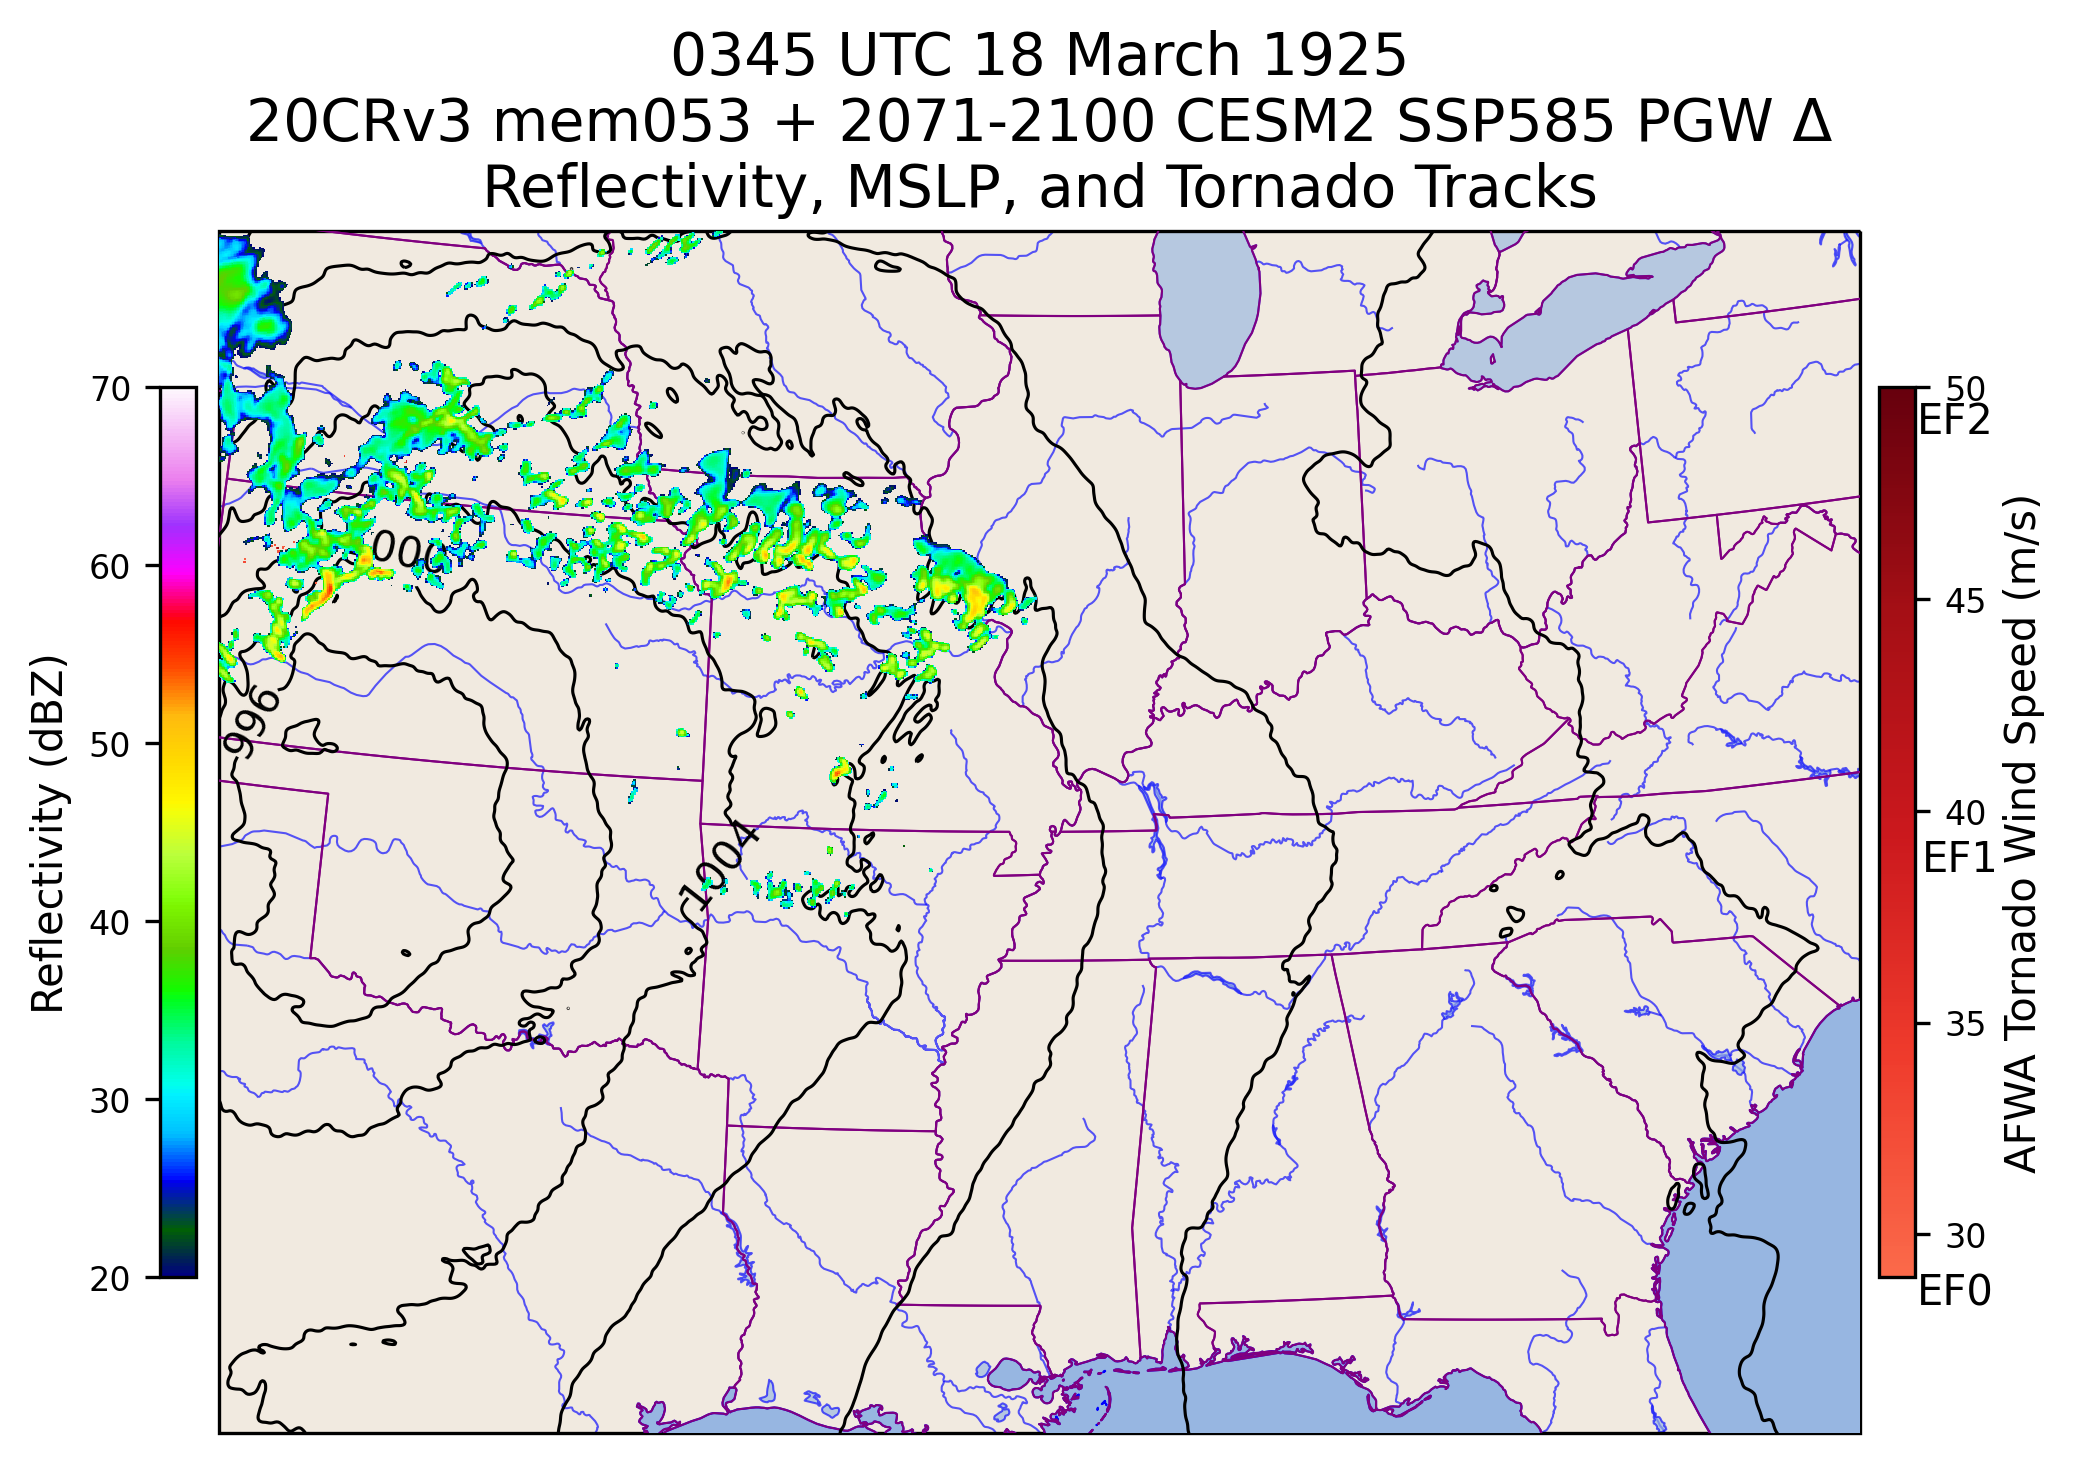 0345 UTC 18 March 1925
20CRv3 mem053 + 2071-2100 CESM2 SSP585 PGW Δ
Reflectivity, MSLP, and Tornado Tracks
Reflectivity (dBZ)
70
60
50
40
30
20
996
1004
50
EF2
45
40
EF1
35
30
EF0
AFWA Tornado Wind Speed (m/s)